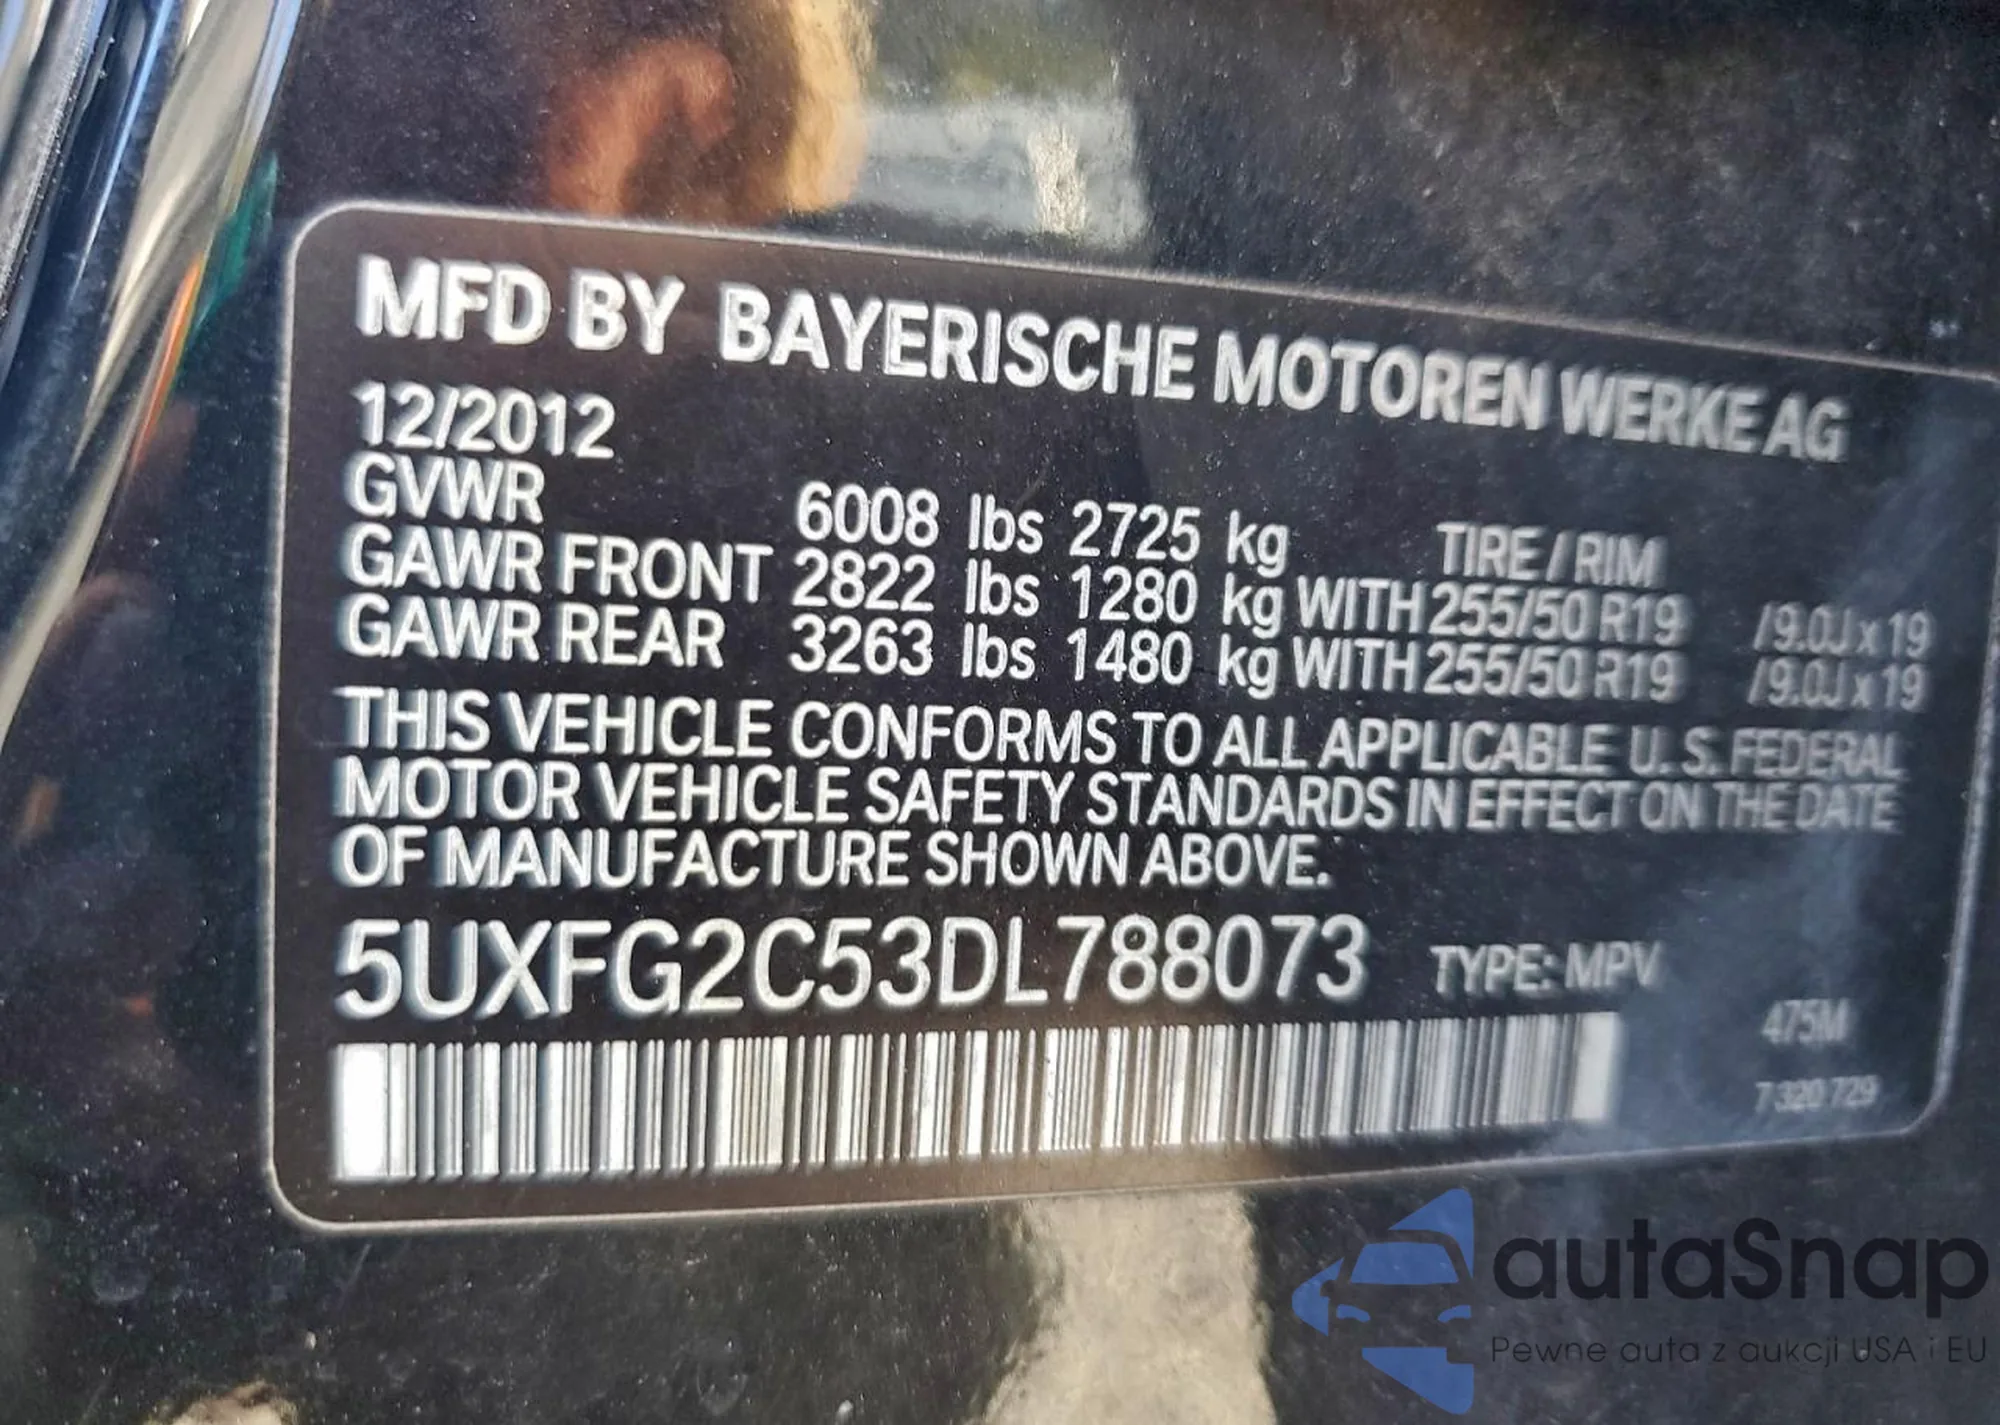 MFD BY BAYERISCHE MOTOREN WERKE AG
12/2012
GVWR 6008 lbs 2725 kg TIRE / RIM
GAWR FRONT 2822 lbs 1280 kg WITH 255/50 R19 /9.0J x 19
GAWR REAR 3263 lbs 1480 kg WITH 255/50 R19 /9.0J x 19
THIS VEHICLE CONFORMS TO ALL APPLICABLE U. S. FEDERAL
MOTOR VEHICLE SAFETY STANDARDS IN EFFECT ON THE DATE
OF MANUFACTURE SHOWN ABOVE.
5UXFG2C53DL788073 TYPE: MPV
475M
7 320 729
autaSnap
Pewne auta z aukcji USA i EU